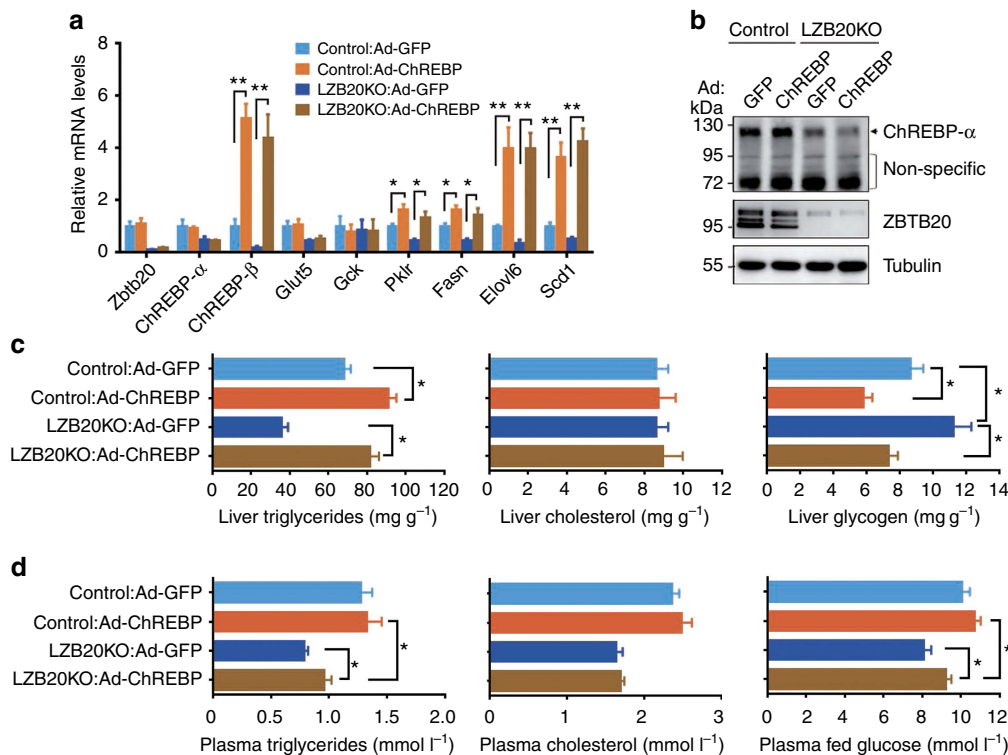 a
Relative mRNA levels
8
6
4
2
0
Control:Ad-GFP
Control:Ad-ChREBP
LZB20KO:Ad-GFP
LZB20KO:Ad-ChREBP
** ** * * * * ** ** ** **
Zbtb20 ChREBP-α ChREBP-β Glut5 Gck Pklr Fasn Elovl6 Scd1
b
Control LZB20KO
Ad: GFP ChREBP GFP ChREBP
kDa
130
95
72
ChREBP-α
Non-specific
95
ZBTB20
55
Tubulin
c
Control:Ad-GFP
Control:Ad-ChREBP
LZB20KO:Ad-GFP
LZB20KO:Ad-ChREBP
* *
0 20 40 60 80 100 120
Liver triglycerides (mg g⁻¹)
0 2 4 6 8 10 12
Liver cholesterol (mg g⁻¹)
* * *
0 2 4 6 8 10 12 14
Liver glycogen (mg g⁻¹)
d
Control:Ad-GFP
Control:Ad-ChREBP
LZB20KO:Ad-GFP
LZB20KO:Ad-ChREBP
* *
0 0.5 1.0 1.5 2.0
Plasma triglycerides (mmol l⁻¹)
0 1 2 3
Plasma cholesterol (mmol l⁻¹)
* *
0 2 4 6 8 10 12
Plasma fed glucose (mmol l⁻¹)